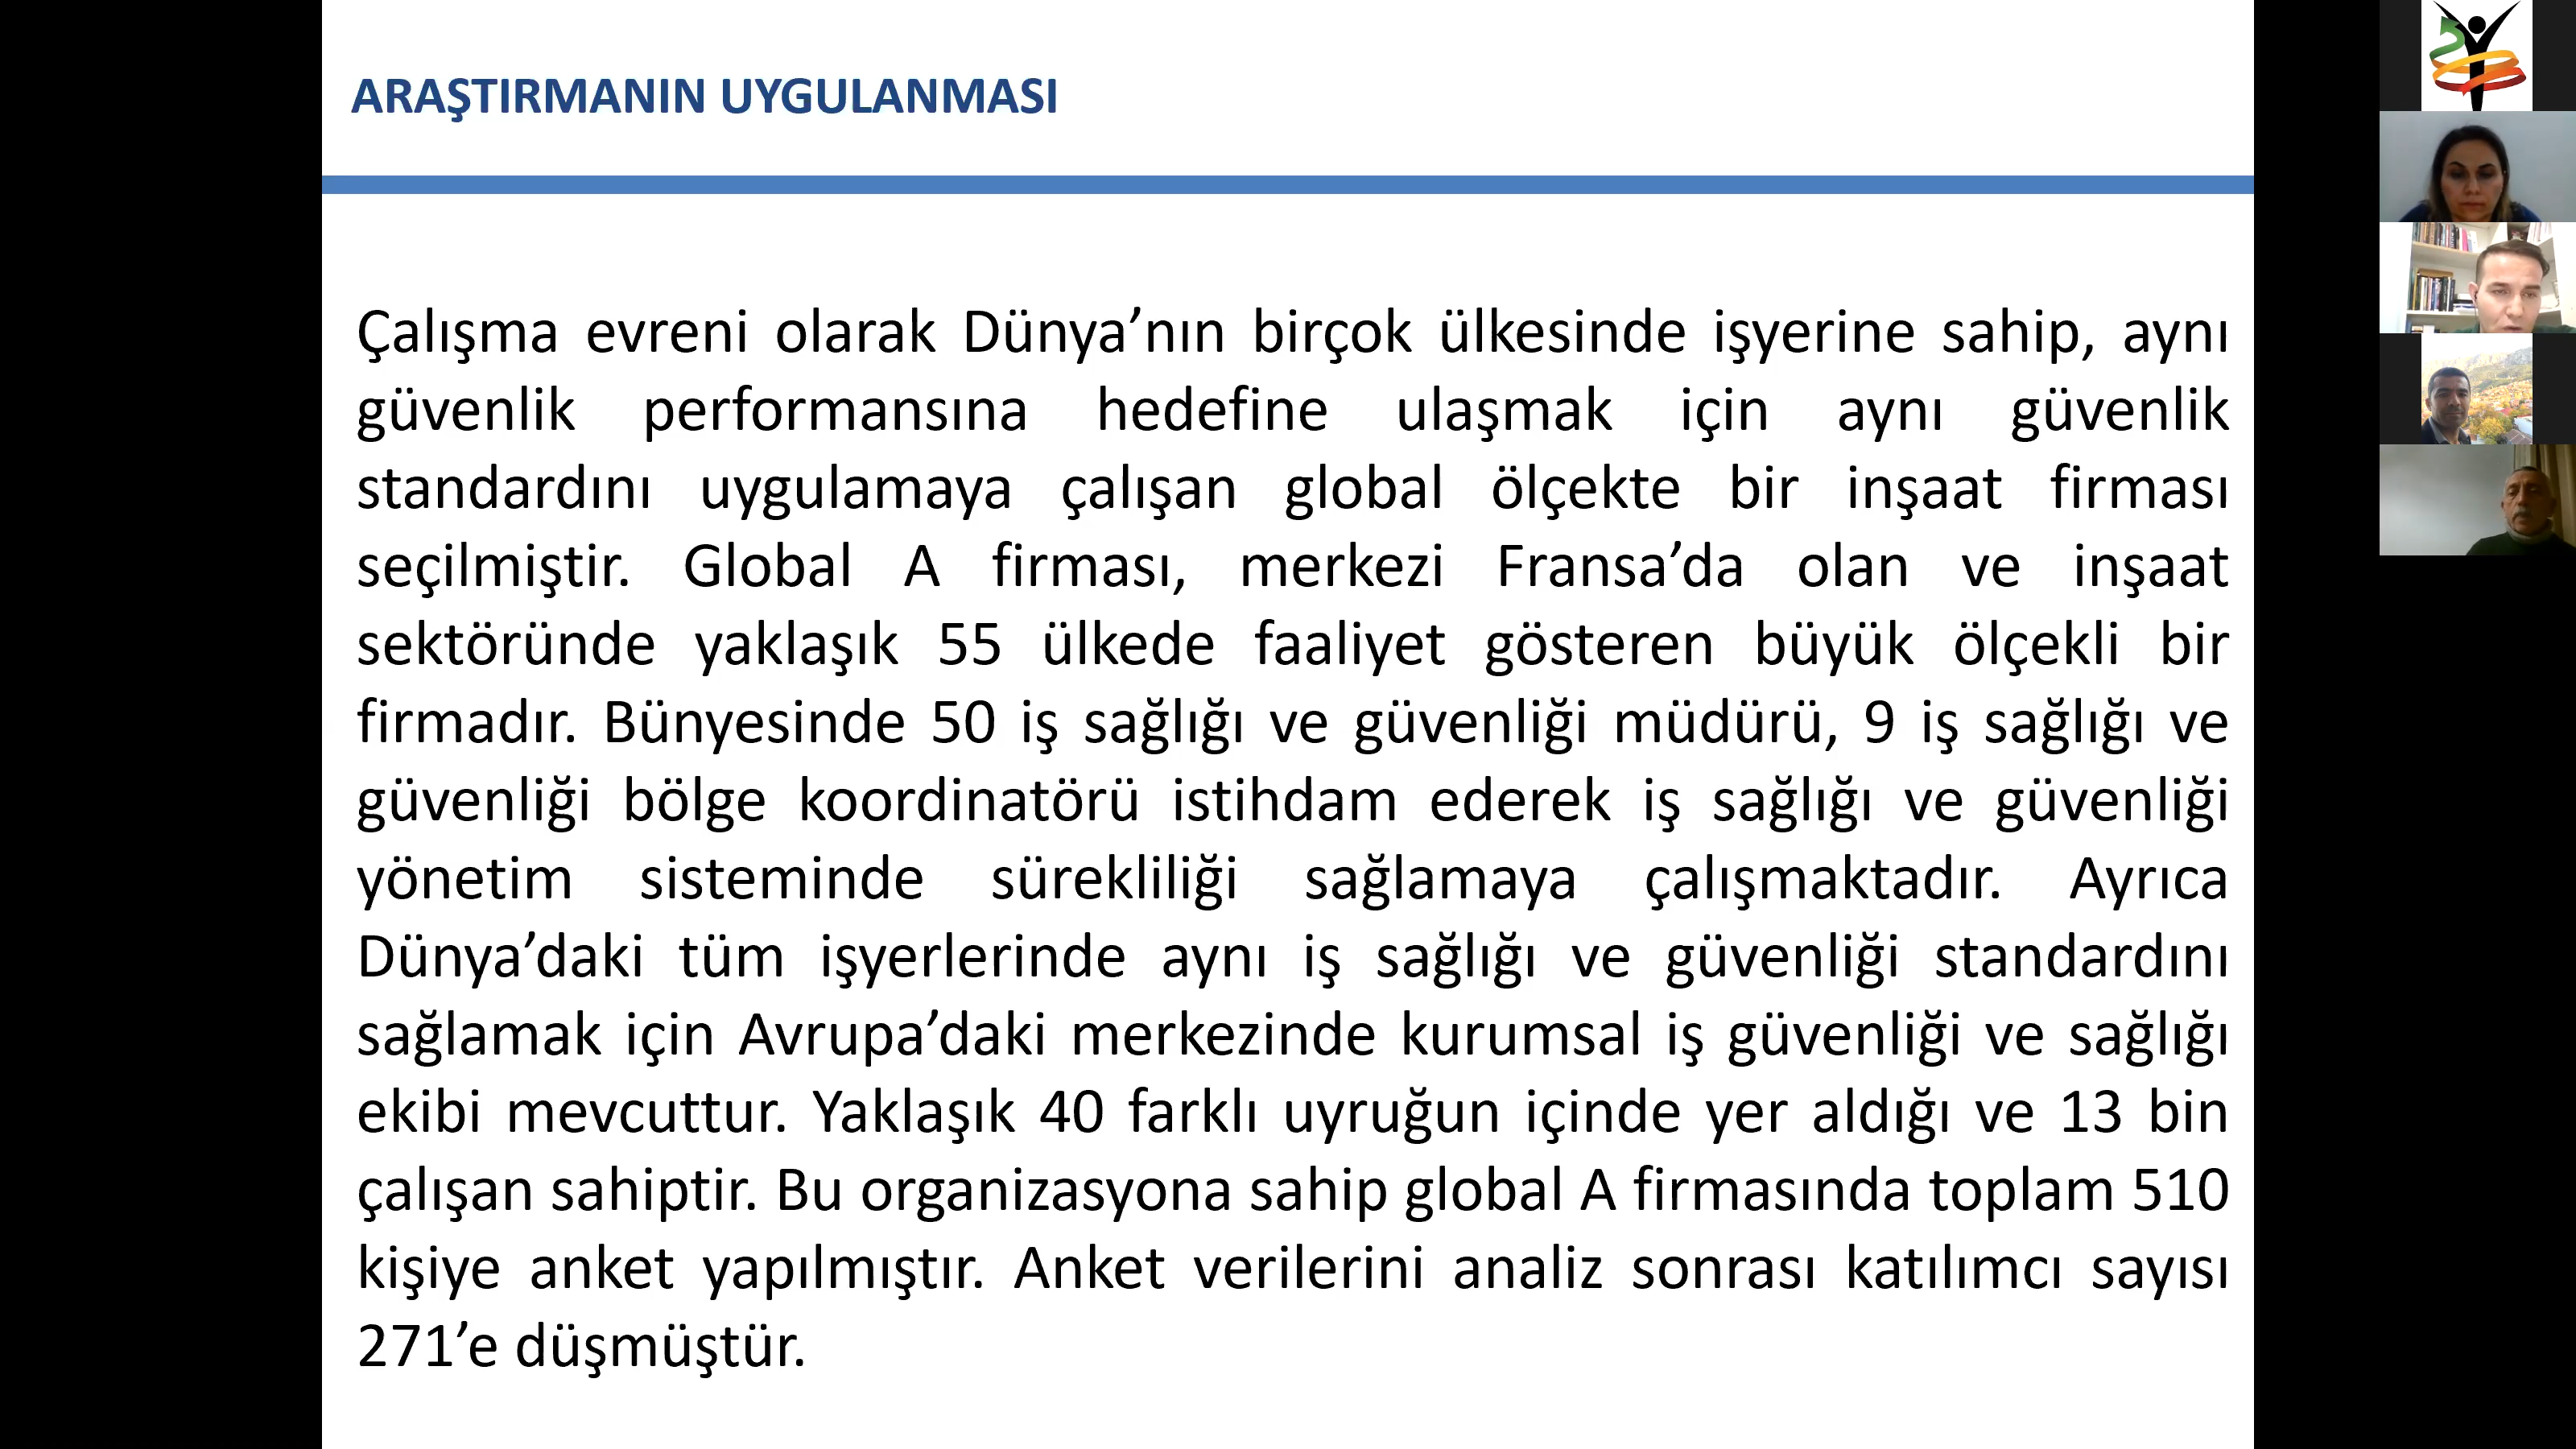 ARAŞTIRMANIN UYGULANMASI
Çalışma evreni olarak Dünya’nın birçok ülkesinde işyerine sahip, aynı
güvenlik performansına hedefine ulaşmak için aynı güvenlik
standardını uygulamaya çalışan global ölçekte bir inşaat firması
seçilmiştir. Global A firması, merkezi Fransa’da olan ve inşaat
sektöründe yaklaşık 55 ülkede faaliyet gösteren büyük ölçekli bir
firmadır. Bünyesinde 50 iş sağlığı ve güvenliği müdürü, 9 iş sağlığı ve
güvenliği bölge koordinatörü istihdam ederek iş sağlığı ve güvenliği
yönetim sisteminde sürekliliği sağlamaya çalışmaktadır. Ayrıca
Dünya’daki tüm işyerlerinde aynı iş sağlığı ve güvenliği standardını
sağlamak için Avrupa’daki merkezinde kurumsal iş güvenliği ve sağlığı
ekibi mevcuttur. Yaklaşık 40 farklı uyruğun içinde yer aldığı ve 13 bin
çalışan sahiptir. Bu organizasyona sahip global A firmasında toplam 510
kişiye anket yapılmıştır. Anket verilerini analiz sonrası katılımcı sayısı
271’e düşmüştür.